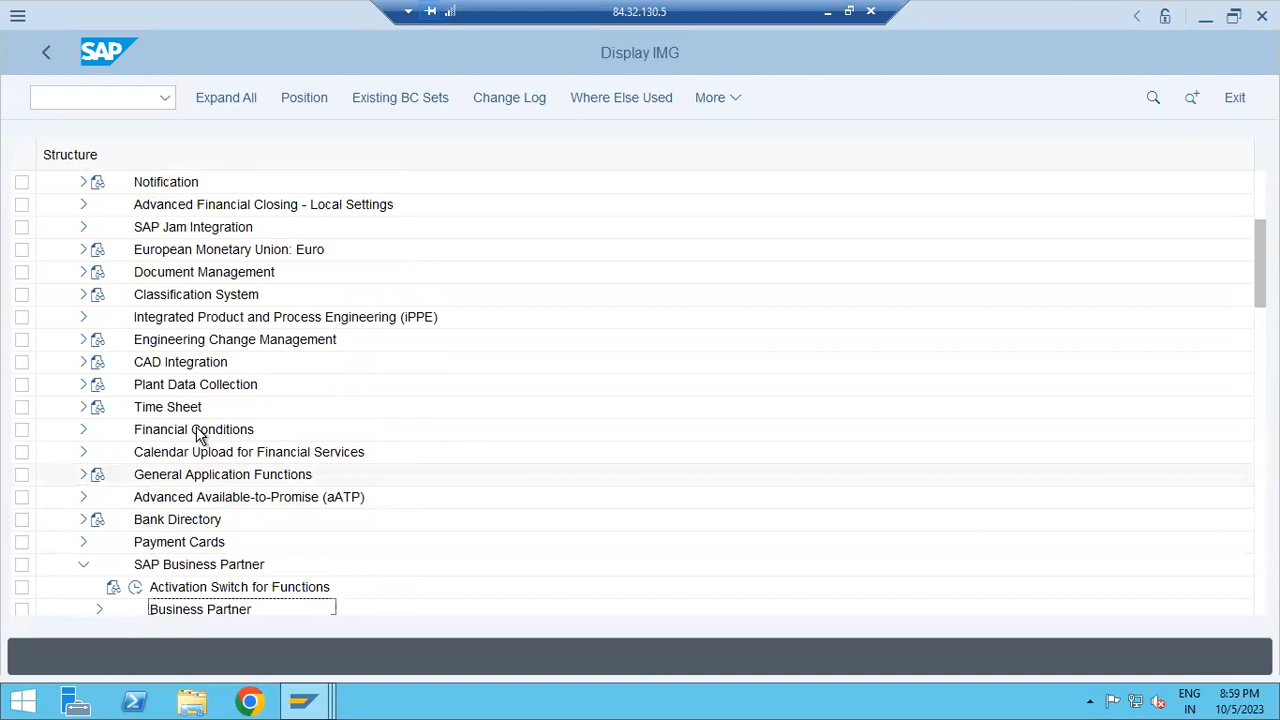 84.32.130.5
SAP
Display IMG
Expand All Position Existing BC Sets Change Log Where Else Used More Exit
Structure
Notification
Advanced Financial Closing - Local Settings
SAP Jam Integration
European Monetary Union: Euro
Document Management
Classification System
Integrated Product and Process Engineering (iPPE)
Engineering Change Management
CAD Integration
Plant Data Collection
Time Sheet
Financial Conditions
Calendar Upload for Financial Services
General Application Functions
Advanced Available-to-Promise (aATP)
Bank Directory
Payment Cards
SAP Business Partner
Activation Switch for Functions
Business Partner
ENG 8:59 PM
IN 10/5/2023